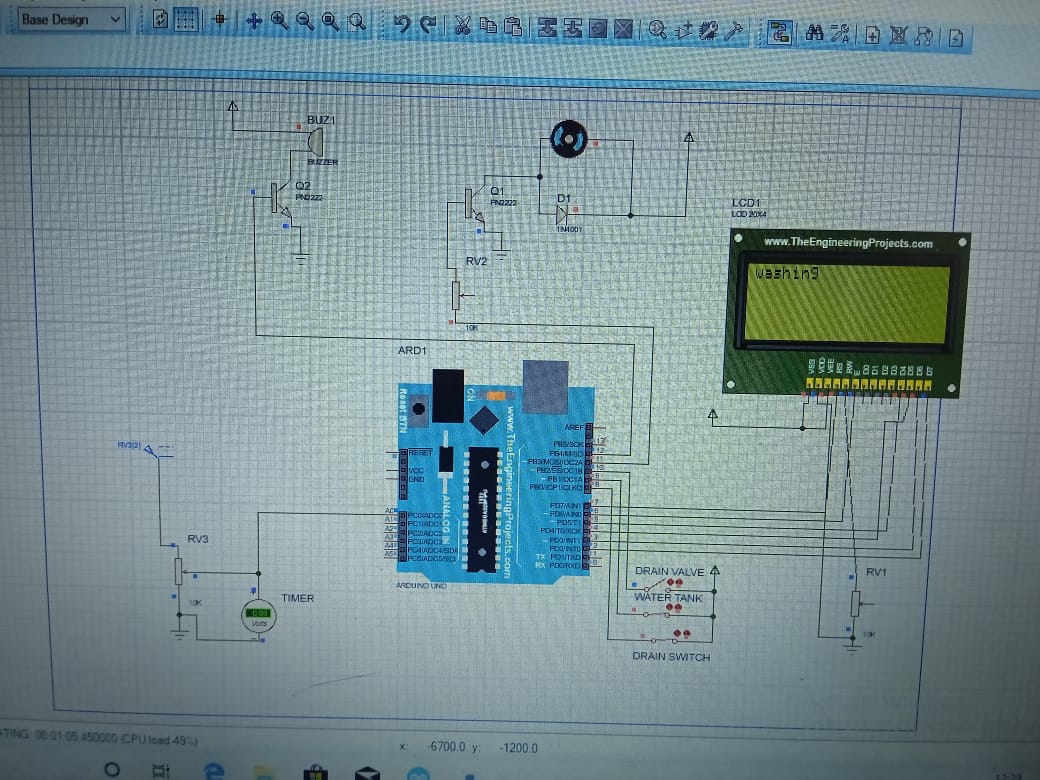 Base Design
BUZ1
BUZZER
Q2
PN2222
Q1
PN2222
D1
1N4001
LCD1
LCD 20X4
www.TheEngineeringProjects.com
washing
VSS
VDD
VEE
RS
RW
E
D0
D1
D2
D3
D4
D5
D6
D7
RV2
10K
ARD1
Reset BTN
ON
www.TheEngineeringProjects.com
ANALOG IN
AREF
PB5/SCK
PB4/MISO
PB3/MOSI/OC2A
PB2/SS/OC1B
PB1/OC1A
PB0/ICP1/CLKO
RESET
VCC
GND
PD7/AIN1
PD6/AIN0
PD5/T1
PD4/T0/XCK
PD3/INT1
PD2/INT0
TX PD1/TXD
RX PD0/RXD
A0 PC0/ADC0
A1 PC1/ADC1
A2 PC2/ADC2
A3 PC3/ADC3
A4 PC4/ADC4/SDA
A5 PC5/ADC5/SCL
ARDUINO UNO
RV3(2)
RV3
10K
TIMER
Volts
DRAIN VALVE
WATER TANK
DRAIN SWITCH
RV1
10K
ATING: 00:01:05.450000 (CPU load 49%)
x: -6700.0 y: -1200.0